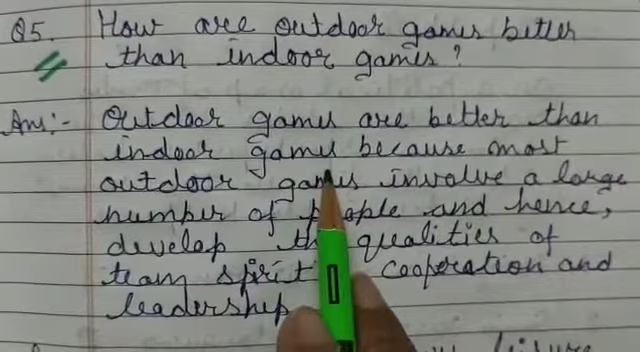 Q5. How are outdoor games better
than indoor games?
Ans:- Outdoor games are better than
indoor games because most
outdoor games involve a large
number of people and hence,
develop the qualities of
team spirit cooperation and
leadership